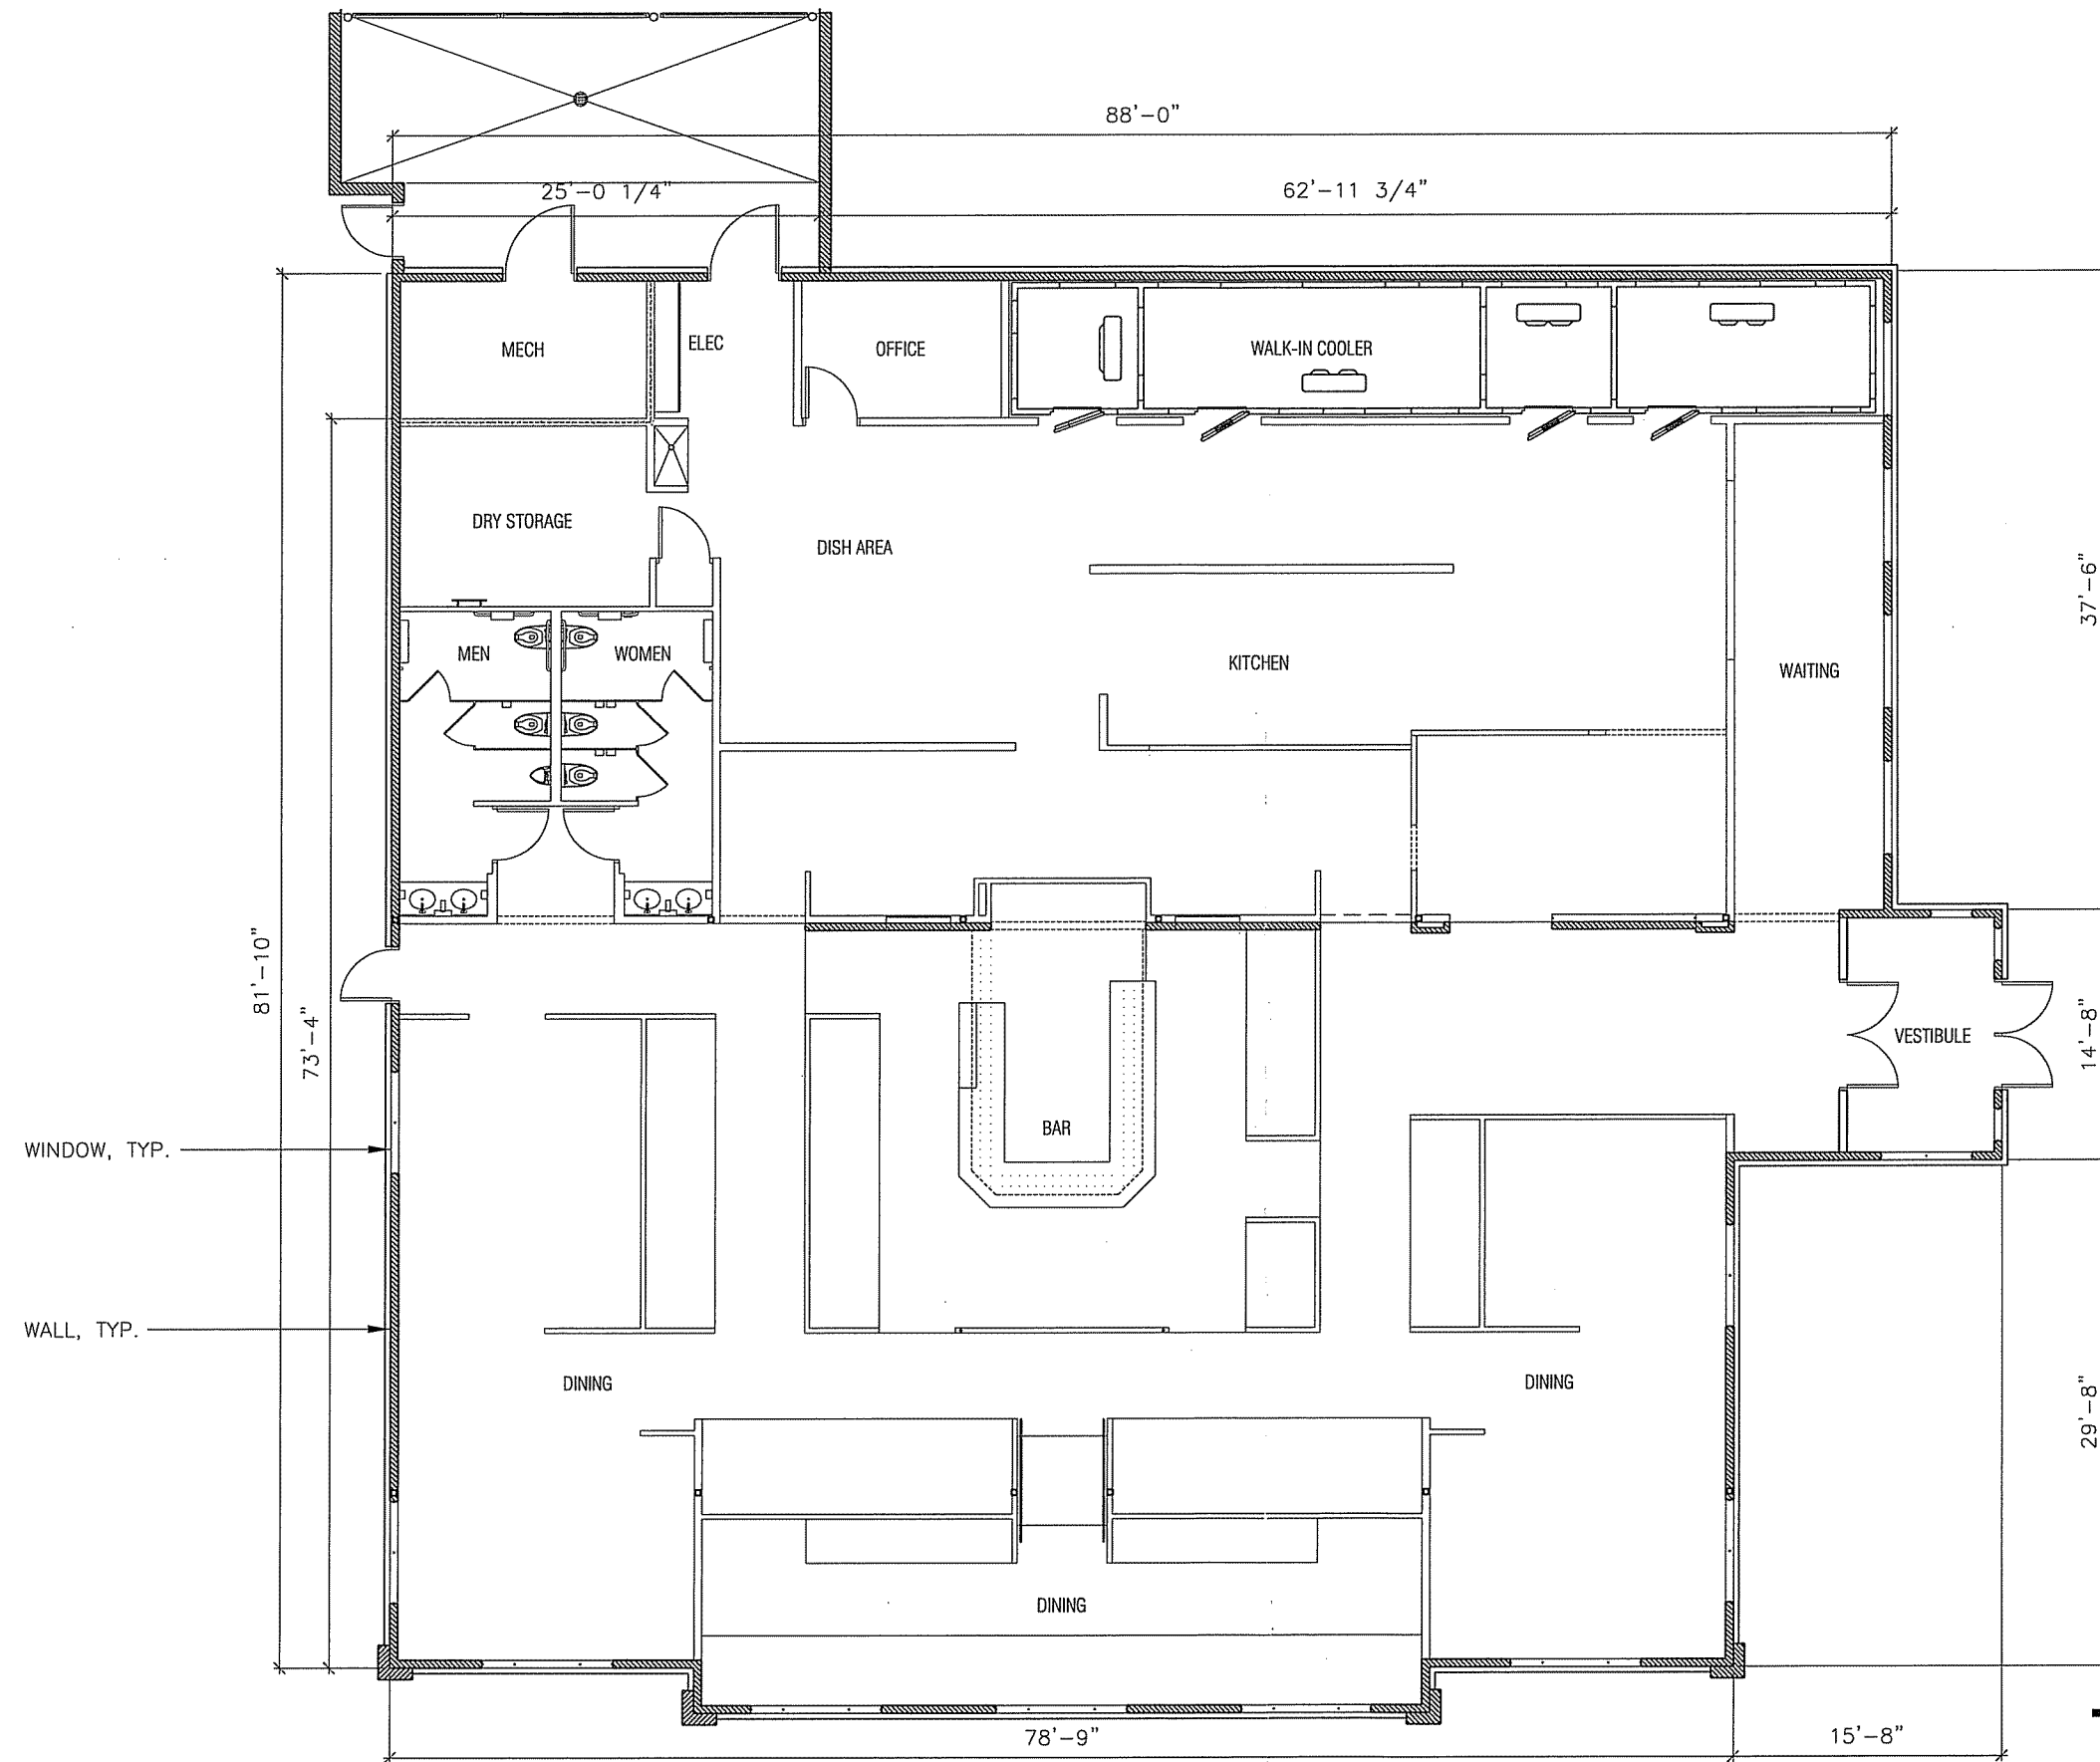 88'-0"
25'-0 1/4"
62'-11 3/4"
MECH
ELEC
OFFICE
WALK-IN COOLER
DRY STORAGE
DISH AREA
37'-6"
MEN
WOMEN
KITCHEN
WAITING
81'-10"
73'-4"
14'-8"
VESTIBULE
BAR
WINDOW, TYP.
WALL, TYP.
DINING
DINING
29'-8"
DINING
78'-9"
15'-8"